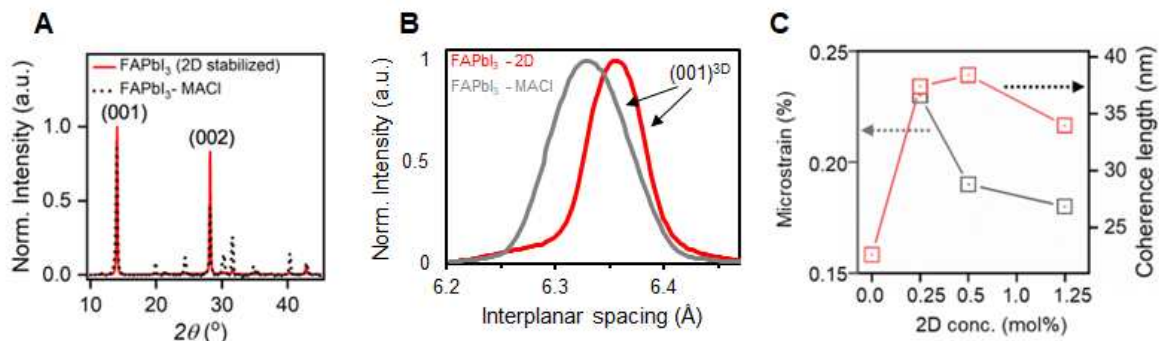 A
Norm. Intensity (a.u.)
FAPbI₃ (2D stabilized)
FAPbI₃- MACl
(001)
(002)
1.0
0.5
0.0
10 20 30 40
2θ (°)
B
Norm. Intensity (a.u.)
FAPbI₃ - 2D
FAPbI₃ - MACl
(001)³ᴰ
1
0.5
0
6.2 6.3 6.4
Interplanar spacing (Å)
C
Microstrain (%)
0.25
0.20
0.15
40
35
30
25
Coherence length (nm)
0.0 0.25 0.5 1.0 1.25
2D conc. (mol%)